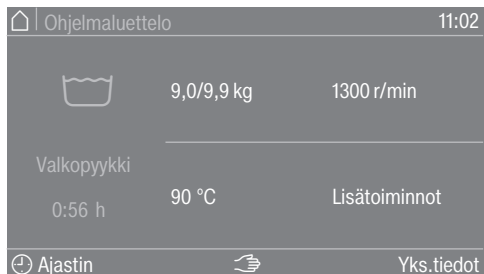 Ohjelmaluettelo 11:02
9,0/9,9 kg 1300 r/min
Valkopyykki
0:56 h
90 °C Lisätoiminnot
Ajastin Yks.tiedot